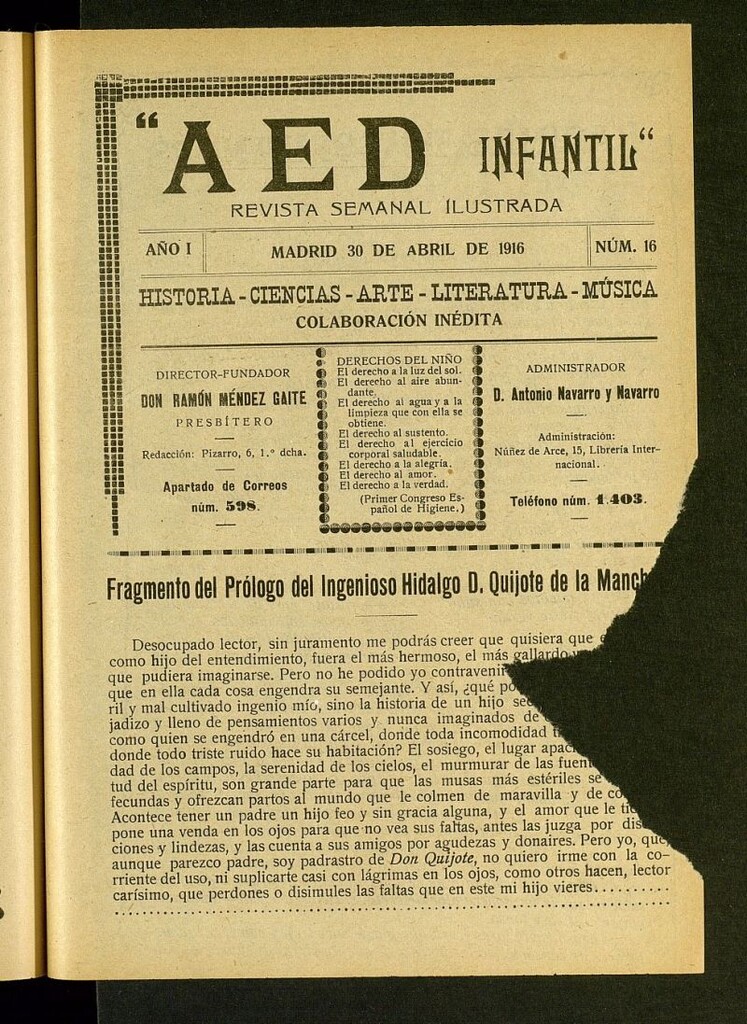 "AED INFANTIL"
REVISTA SEMANAL ILUSTRADA
AÑO I
MADRID 30 DE ABRIL DE 1916
NÚM. 16
HISTORIA - CIENCIAS - ARTE - LITERATURA - MÚSICA
COLABORACIÓN INÉDITA
DIRECTOR-FUNDADOR
DON RAMÓN MÉNDEZ GAITE
PRESBÍTERO
Redacción: Pizarro, 6, 1.º dcha.
Apartado de Correos
núm. 598.
DERECHOS DEL NIÑO
El derecho a la luz del sol.
El derecho al aire abun-
dante.
El derecho al agua y a la
limpieza que con ella se
obtiene.
El derecho al sustento.
El derecho al ejercicio
corporal saludable.
El derecho a la alegría.
El derecho al amor.
El derecho a la verdad.
(Primer Congreso Es-
pañol de Higiene.)
ADMINISTRADOR
D. Antonio Navarro y Navarro
Administración:
Núñez de Arce, 15, Librería Inter-
nacional.
Teléfono núm. 1.403.
Fragmento del Prólogo del Ingenioso Hidalgo D. Quijote de la Manch
Desocupado lector, sin juramento me podrás creer que quisiera que
como hijo del entendimiento, fuera el más hermoso, el más gallardo
que pudiera imaginarse. Pero no he podido yo contravenir
que en ella cada cosa engendra su semejante. Y así, ¿qué
ril y mal cultivado ingenio mío, sino la historia de un hijo
jadizo y lleno de pensamientos varios y nunca imaginados de
como quien se engendró en una cárcel, donde toda incomodidad
donde todo triste ruido hace su habitación? El sosiego, el lugar
dad de los campos, la serenidad de los cielos, el murmurar de las
tud del espíritu, son grande parte para que las musas más estériles se
fecundas y ofrezcan partos al mundo que le colmen de maravilla y de
Acontece tener un padre un hijo feo y sin gracia alguna, y el amor que le
pone una venda en los ojos para que no vea sus faltas, antes las juzga por
ciones y lindezas, y las cuenta a sus amigos por agudezas y donaires. Pero yo, que,
aunque parezco padre, soy padrastro de Don Quijote, no quiero irme con la co-
rriente del uso, ni suplicarte casi con lágrimas en los ojos, como otros hacen, lector
carísimo, que perdones o disimules las faltas que en este mi hijo vieres..........